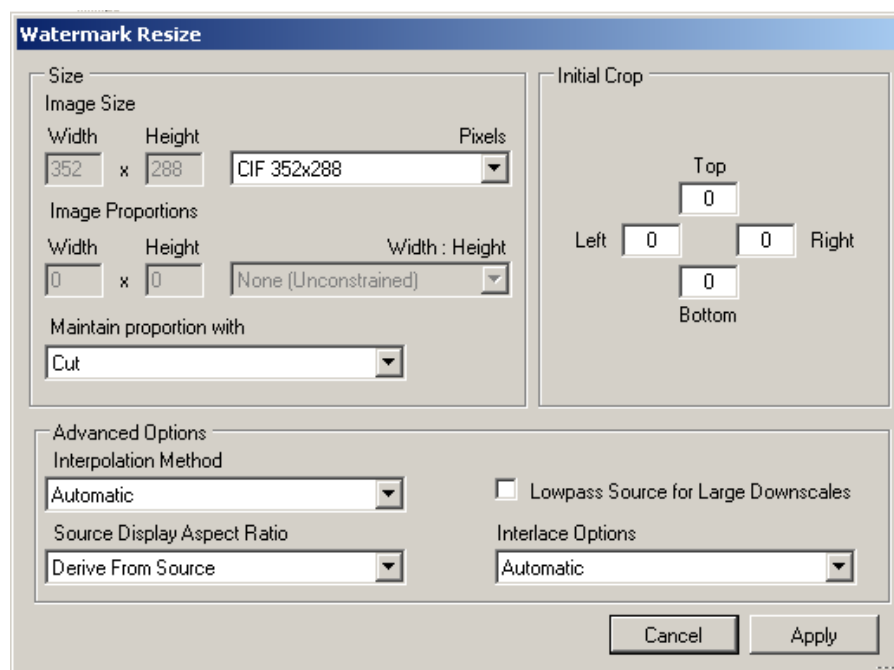 Watermark Resize
Size
Image Size
Width Height Pixels
352 x 288 CIF 352x288
Image Proportions
Width Height Width : Height
0 x 0 None (Unconstrained)
Maintain proportion with
Cut
Initial Crop
Top
0
Left 0 0 Right
0
Bottom
Advanced Options
Interpolation Method
Automatic
Lowpass Source for Large Downscales
Source Display Aspect Ratio
Derive From Source
Interlace Options
Automatic
Cancel Apply